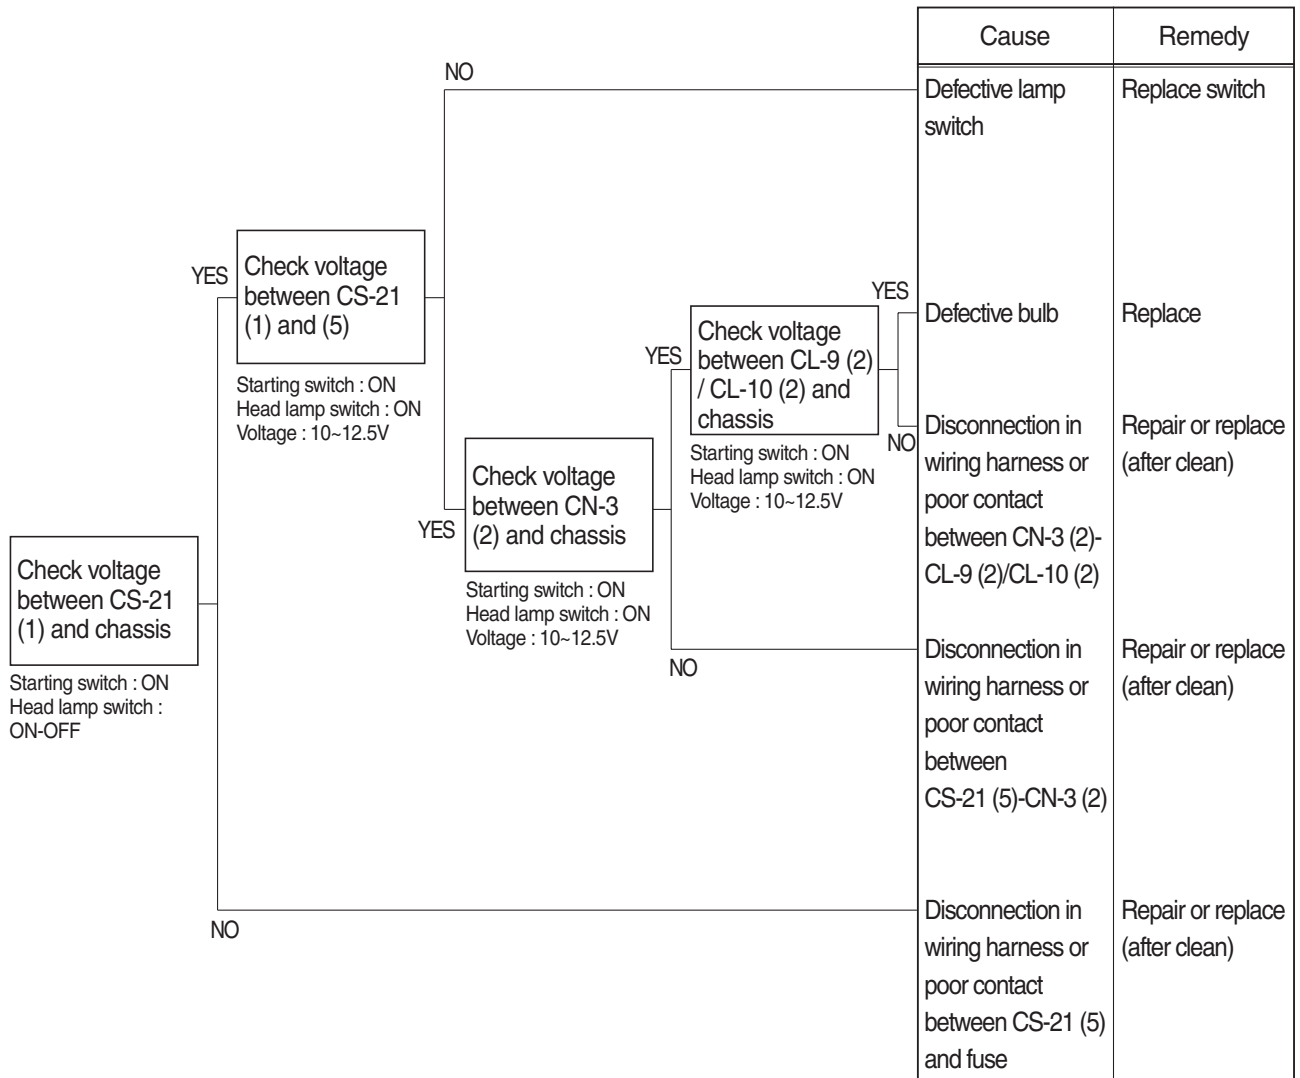 Cause
Remedy
NO
Defective lamp
switch
Replace switch
YES
Check voltage
between CS-21
(1) and (5)
Starting switch : ON
Head lamp switch : ON
Voltage : 10~12.5V
YES
Check voltage
between CL-9 (2)
/ CL-10 (2) and
chassis
Starting switch : ON
Head lamp switch : ON
Voltage : 10~12.5V
YES
Defective bulb
Replace
NO
Disconnection in
wiring harness or
poor contact
between CN-3 (2)-
CL-9 (2)/CL-10 (2)
Repair or replace
(after clean)
YES
Check voltage
between CN-3
(2) and chassis
Starting switch : ON
Head lamp switch : ON
Voltage : 10~12.5V
NO
Disconnection in
wiring harness or
poor contact
between
CS-21 (5)-CN-3 (2)
Repair or replace
(after clean)
Check voltage
between CS-21
(1) and chassis
Starting switch : ON
Head lamp switch :
ON-OFF
NO
Disconnection in
wiring harness or
poor contact
between CS-21 (5)
and fuse
Repair or replace
(after clean)